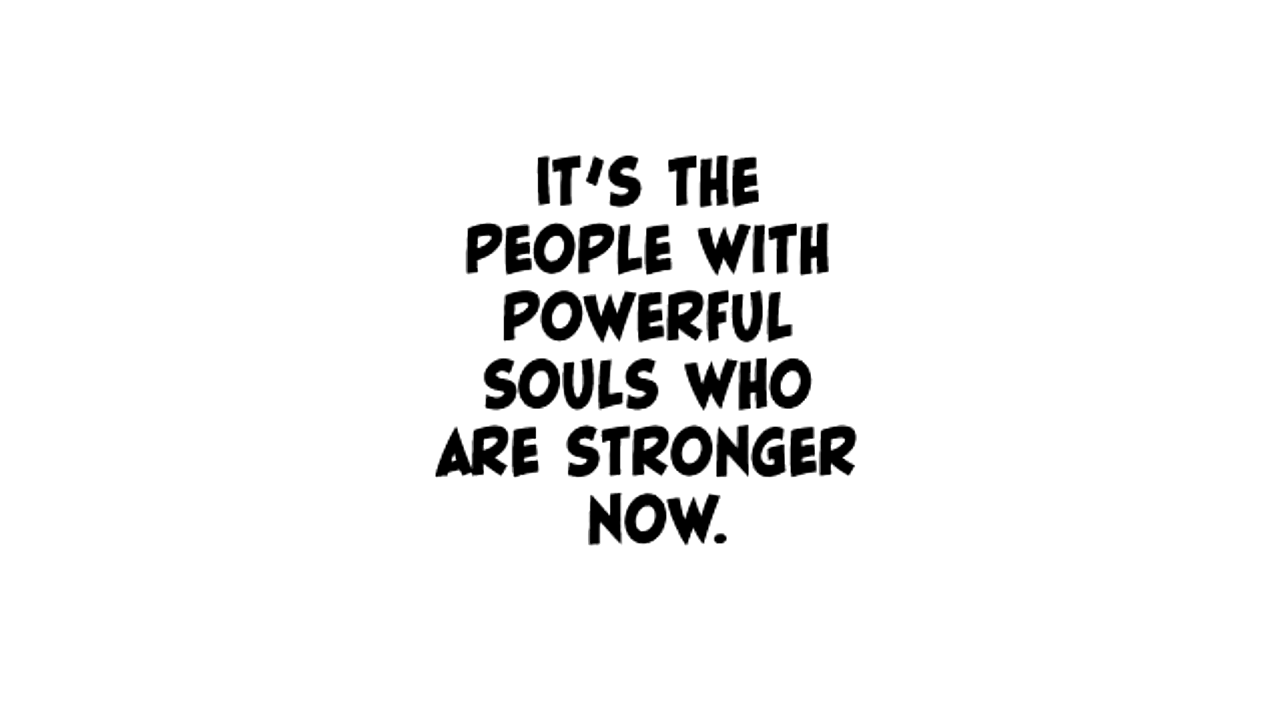 IT'S THE
PEOPLE WITH
POWERFUL
SOULS WHO
ARE STRONGER
NOW.